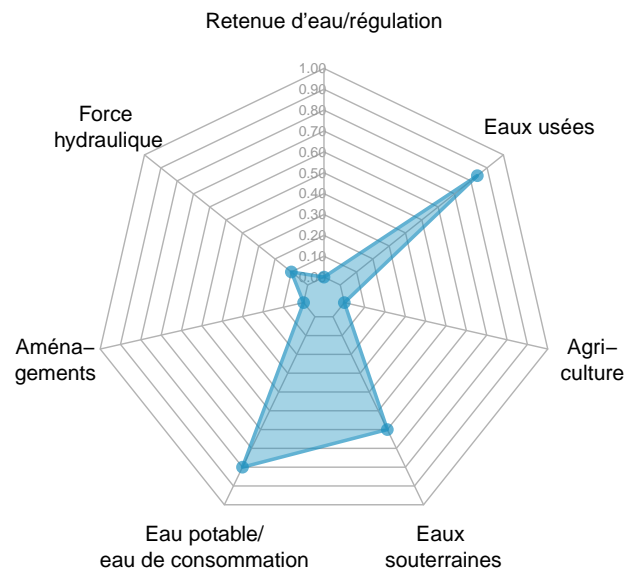 Retenue d'eau/régulation
1.00
0.90
0.80
0.70
0.60
0.50
0.40
0.30
0.20
0.10
Force
hydraulique
Eaux usées
Aména–
gements
Agri–
culture
Eau potable/
eau de consommation
Eaux
souterraines